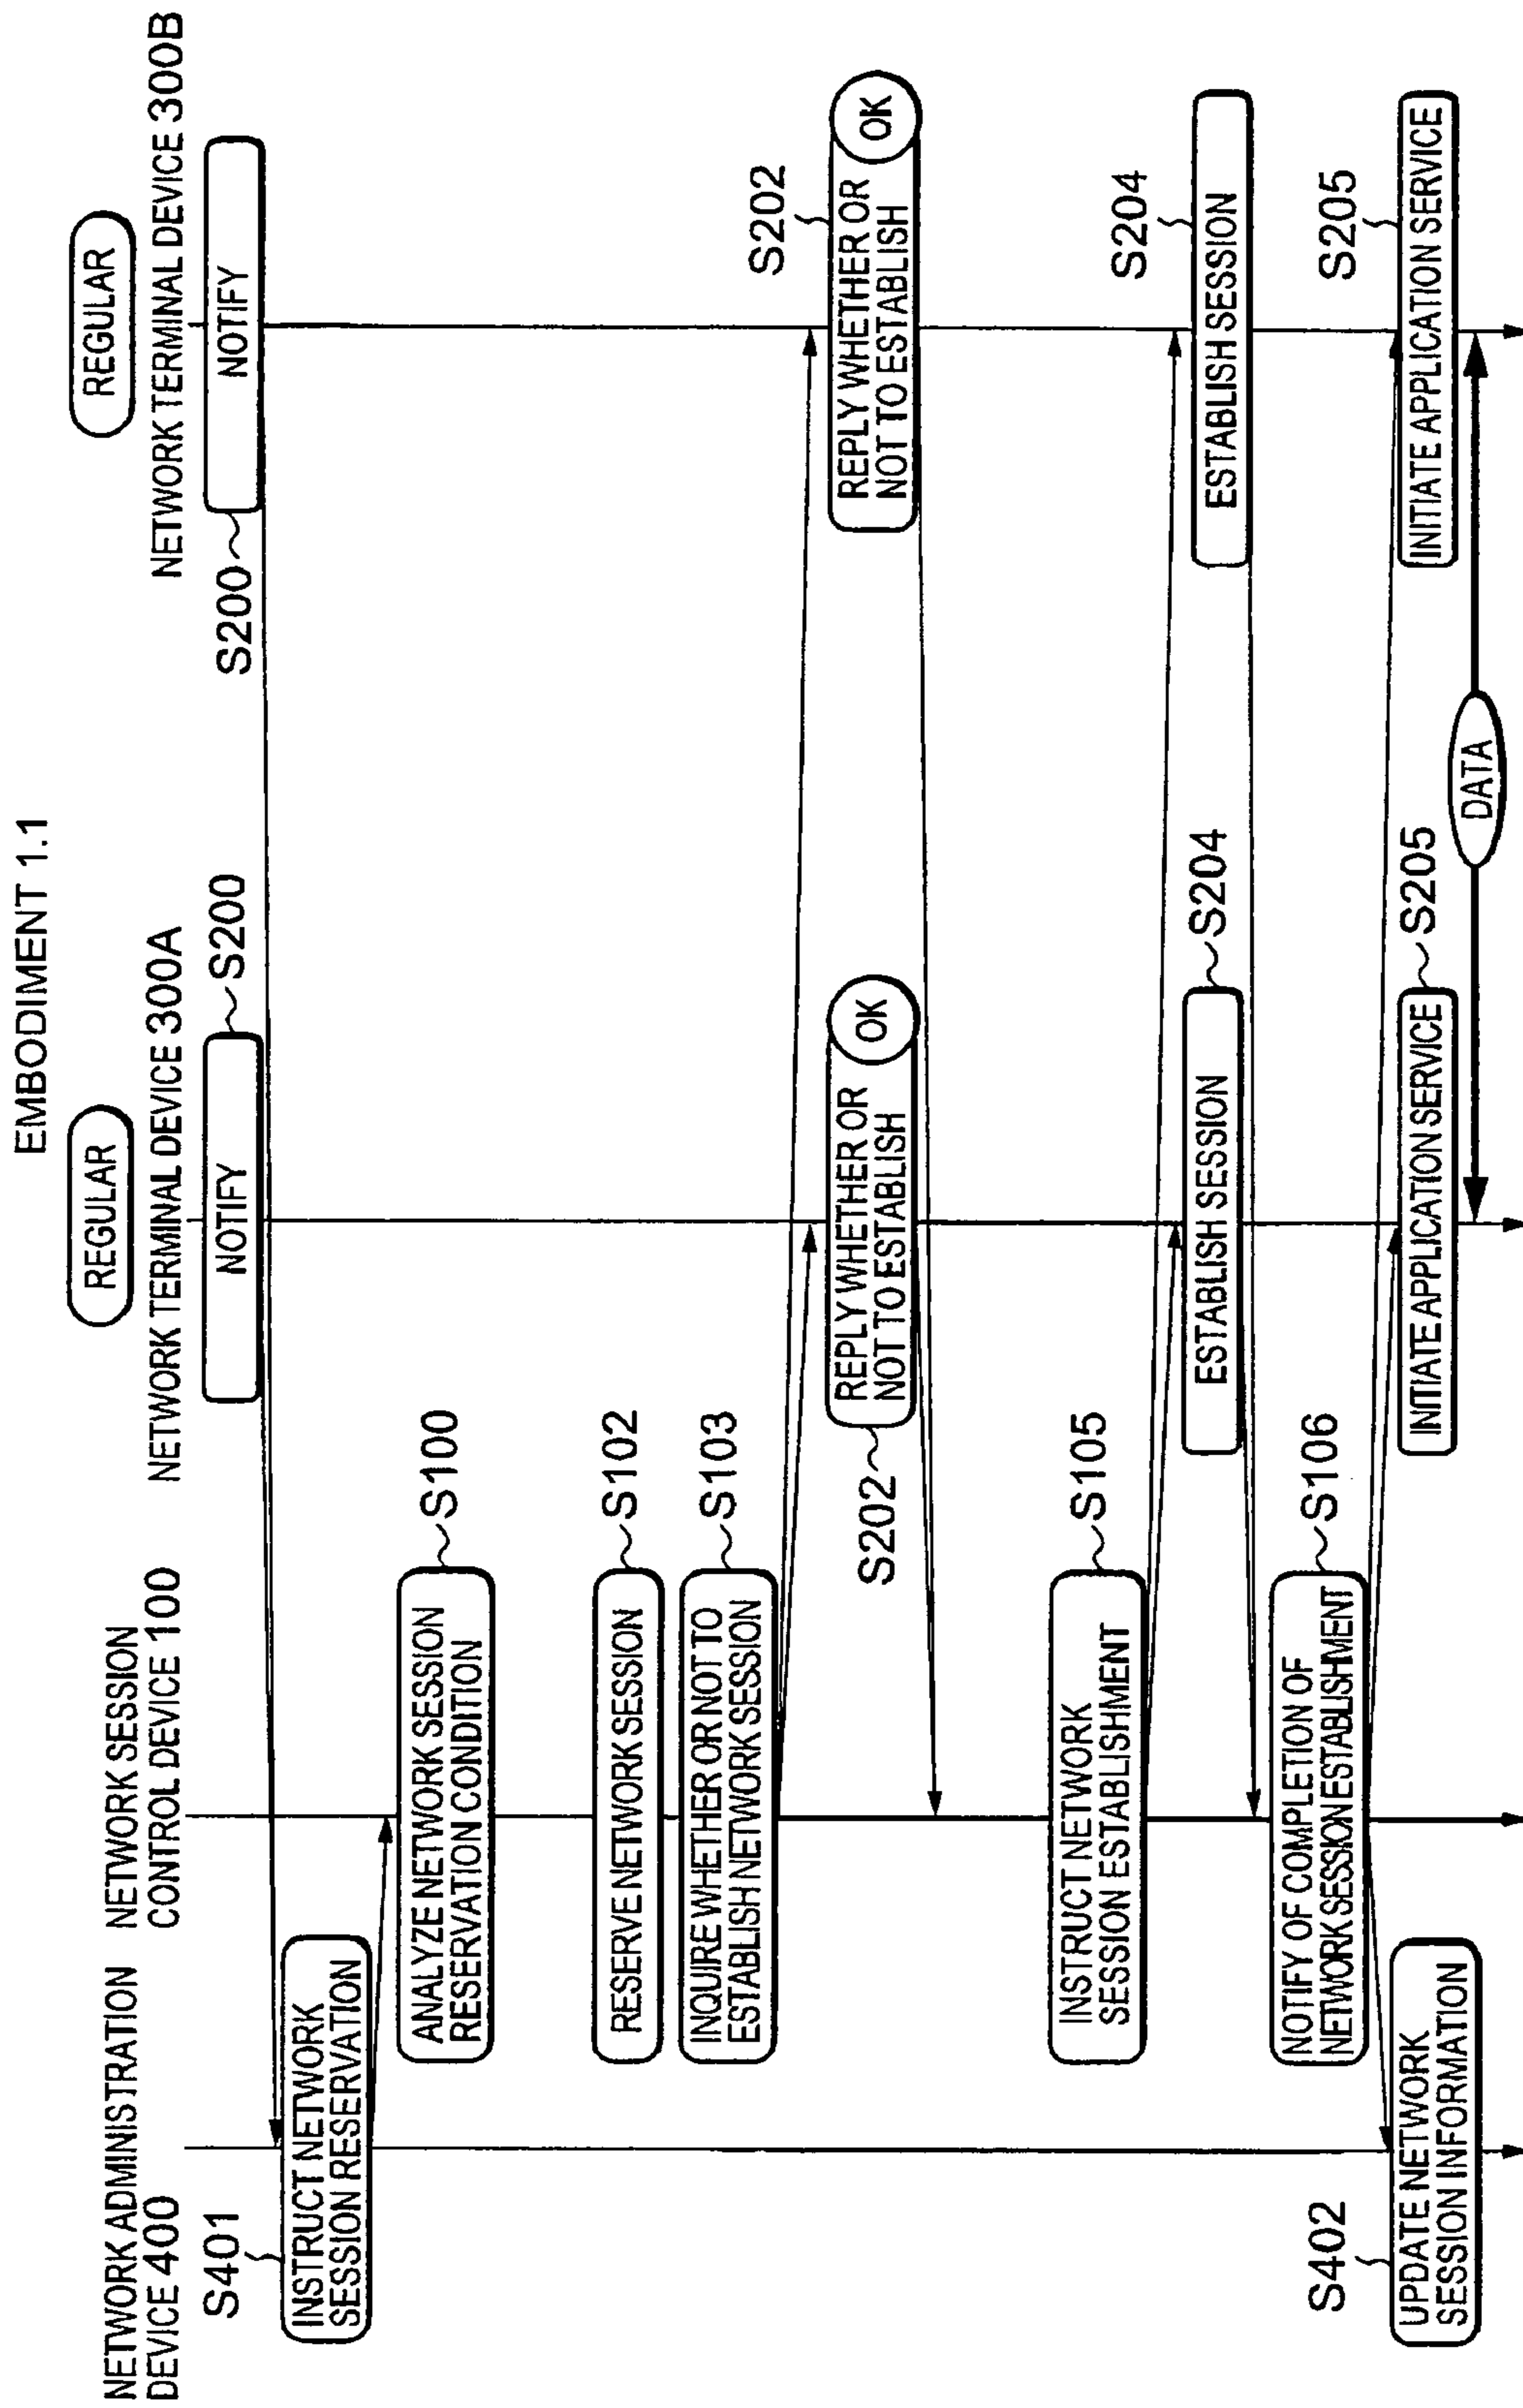 EMBODIMENT 1.1
REGULAR
REGULAR
NETWORK ADMINISTRATION
DEVICE 400
NETWORK SESSION
CONTROL DEVICE 100
NETWORK TERMINAL DEVICE 300A
NETWORK TERMINAL DEVICE 300B
NOTIFY
S200
S200
NOTIFY
S401
INSTRUCT NETWORK
SESSION RESERVATION
ANALYZE NETWORK SESSION
RESERVATION CONDITION
S100
RESERVE NETWORK SESSION
S102
INQUIRE WHETHER OR NOT TO
ESTABLISH NETWORK SESSION
S103
S202
REPLY WHETHER OR
NOT TO ESTABLISH
OK
REPLY WHETHER OR
NOT TO ESTABLISH
OK
S202
INSTRUCT NETWORK
SESSION ESTABLISHMENT
S105
ESTABLISH SESSION
S204
ESTABLISH SESSION
S204
NOTIFY OF COMPLETION OF
NETWORK SESSION ESTABLISHMENT
S106
S402
UPDATE NETWORK
SESSION INFORMATION
INITIATE APPLICATION SERVICE
S205
INITIATE APPLICATION SERVICE
S205
DATA